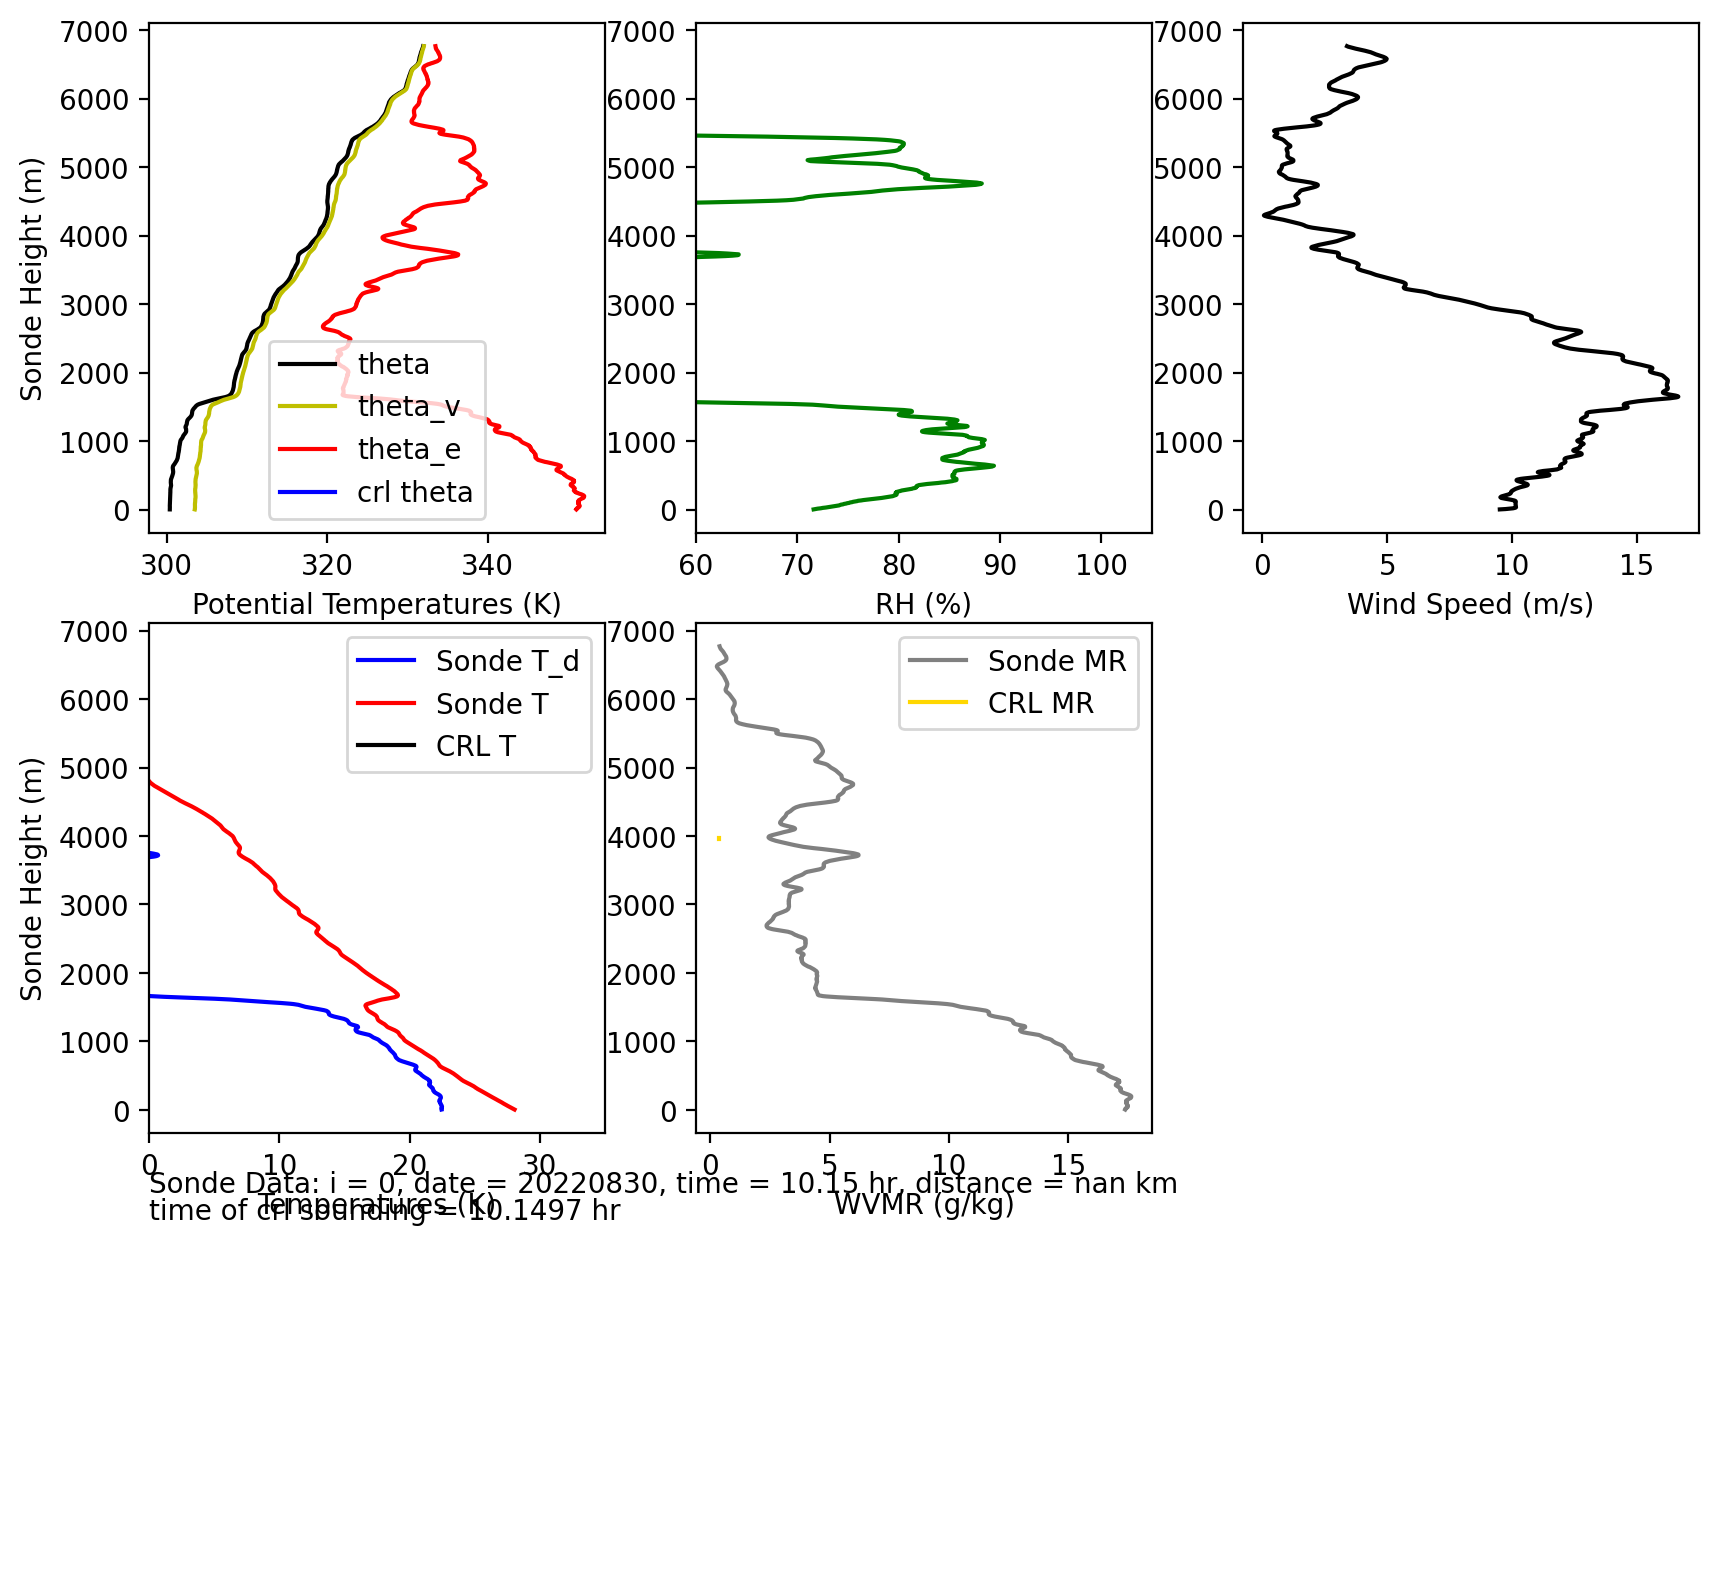 7000
6000
5000
4000
3000
2000
1000
0
Sonde Height (m)
300 320 340
Potential Temperatures (K)
theta
theta_v
theta_e
crl theta
7000
6000
5000
4000
3000
2000
1000
0
60 70 80 90 100
RH (%)
7000
6000
5000
4000
3000
2000
1000
0
0 5 10 15
Wind Speed (m/s)
7000
6000
5000
4000
3000
2000
1000
0
Sonde Height (m)
Sonde T_d
Sonde T
CRL T
0 10 20 30
Temperatures (K)
7000
6000
5000
4000
3000
2000
1000
0
Sonde MR
CRL MR
0 5 10 15
WVMR (g/kg)
Sonde Data: i = 0, date = 20220830, time = 10.15 hr, distance = nan km
time of crl sounding = 10.1497 hr